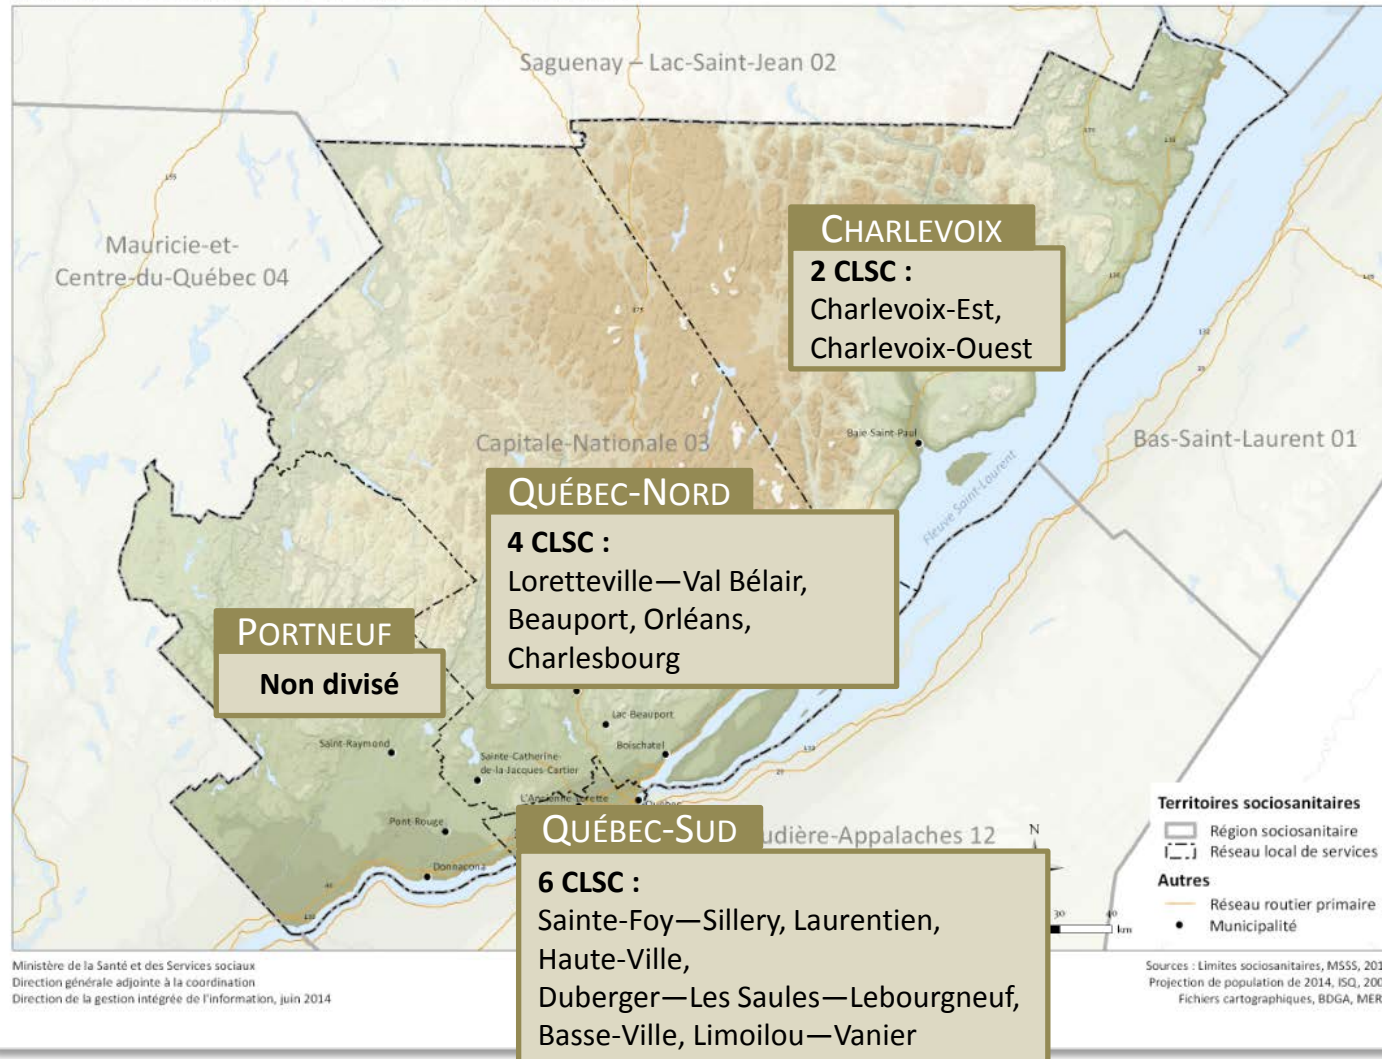 Saguenay – Lac-Saint-Jean 02
Mauricie-et-
Centre-du-Québec 04
CHARLEVOIX
2 CLSC :
Charlevoix-Est,
Charlevoix-Ouest
Capitale-Nationale 03
Baie-Saint-Paul
Bas-Saint-Laurent 01
Fleuve Saint-Laurent
QUÉBEC-NORD
4 CLSC :
Loretteville—Val Bélair,
Beauport, Orléans,
Charlesbourg
PORTNEUF
Non divisé
Lac-Beauport
Boischatel
Saint-Raymond
Sainte-Catherine-
de-la-Jacques-Cartier
L'Ancienne-Lorette
Québec
Pont-Rouge
Donnacona
QUÉBEC-SUD
udière-Appalaches 12
6 CLSC :
Sainte-Foy—Sillery, Laurentien,
Haute-Ville,
Duberger—Les Saules—Lebourgneuf,
Basse-Ville, Limoilou—Vanier
N
30 40
km
Territoires sociosanitaires
Région sociosanitaire
Réseau local de services
Autres
Réseau routier primaire
Municipalité
Ministère de la Santé et des Services sociaux
Direction générale adjointe à la coordination
Direction de la gestion intégrée de l'information, juin 2014
Sources : Limites sociosanitaires, MSSS, 201
Projection de population de 2014, ISQ, 200
Fichiers cartographiques, BDGA, MER